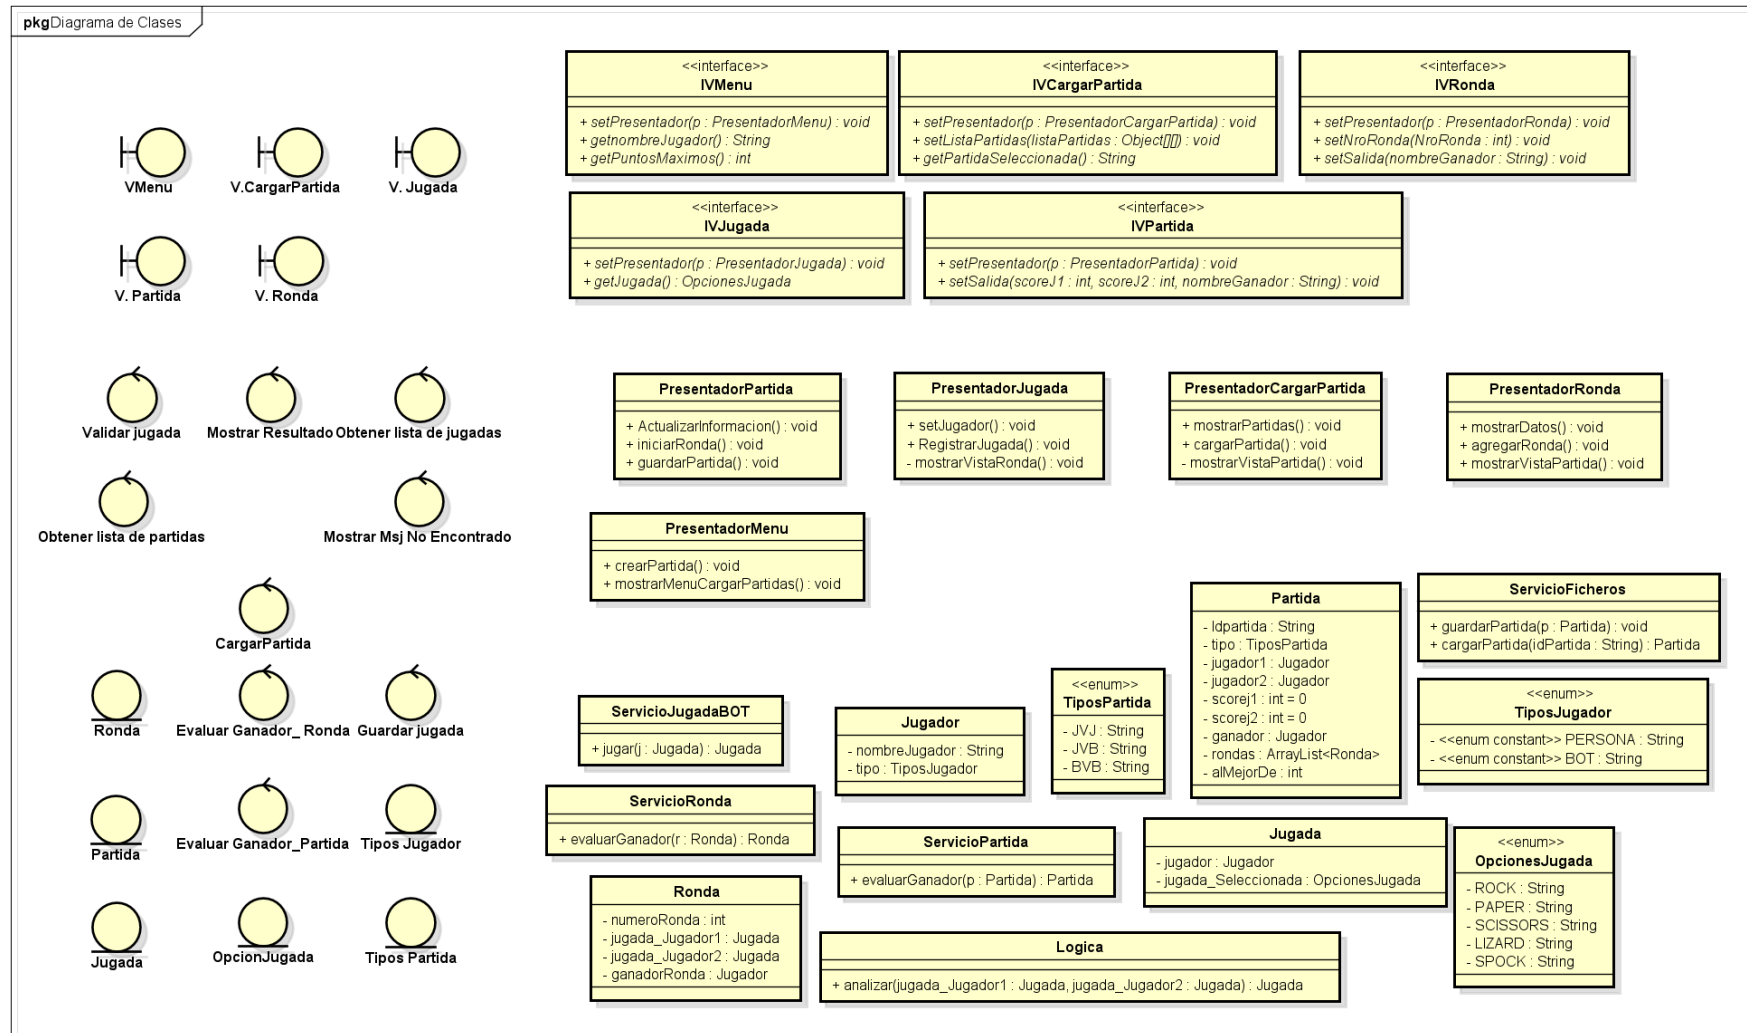 pkgDiagrama de Clases
VMenu
V.CargarPartida
V. Jugada
V. Partida
V. Ronda
<<interface>>
IVMenu
+ setPresentador(p : PresentadorMenu) : void
+ getnombreJugador() : String
+ getPuntosMaximos() : int
<<interface>>
IVCargarPartida
+ setPresentador(p : PresentadorCargarPartida) : void
+ setListaPartidas(listaPartidas : Object[][]) : void
+ getPartidaSeleccionada() : String
<<interface>>
IVRonda
+ setPresentador(p : PresentadorRonda) : void
+ setNroRonda(NroRonda : int) : void
+ setSalida(nombreGanador : String) : void
<<interface>>
IVJugada
+ setPresentador(p : PresentadorJugada) : void
+ getJugada() : OpcionesJugada
<<interface>>
IVPartida
+ setPresentador(p : PresentadorPartida) : void
+ setSalida(scoreJ1 : int, scoreJ2 : int, nombreGanador : String) : void
Validar jugada
Mostrar Resultado
Obtener lista de jugadas
Obtener lista de partidas
Mostrar Msj No Encontrado
CargarPartida
Ronda
Evaluar Ganador_ Ronda
Guardar jugada
Partida
Evaluar Ganador_Partida
Tipos Jugador
Jugada
OpcionJugada
Tipos Partida
PresentadorPartida
+ ActualizarInformacion() : void
+ iniciarRonda() : void
+ guardarPartida() : void
PresentadorJugada
+ setJugador() : void
+ RegistrarJugada() : void
- mostrarVistaRonda() : void
PresentadorCargarPartida
+ mostrarPartidas() : void
+ cargarPartida() : void
- mostrarVistaPartida() : void
PresentadorRonda
+ mostrarDatos() : void
+ agregarRonda() : void
+ mostrarVistaPartida() : void
PresentadorMenu
+ crearPartida() : void
+ mostrarMenuCargarPartidas() : void
Partida
- Idpartida : String
- tipo : TiposPartida
- jugador1 : Jugador
- jugador2 : Jugador
- scorej1 : int = 0
- scorej2 : int = 0
- ganador : Jugador
- rondas : ArrayList<Ronda>
- alMejorDe : int
ServicioFicheros
+ guardarPartida(p : Partida) : void
+ cargarPartida(idPartida : String) : Partida
<<enum>>
TiposJugador
- <<enum constant>> PERSONA : String
- <<enum constant>> BOT : String
<<enum>>
TiposPartida
- JVJ : String
- JVB : String
- BVB : String
ServicioJugadaBOT
+ jugar(j : Jugada) : Jugada
Jugador
- nombreJugador : String
- tipo : TiposJugador
ServicioRonda
+ evaluarGanador(r : Ronda) : Ronda
ServicioPartida
+ evaluarGanador(p : Partida) : Partida
Jugada
- jugador : Jugador
- jugada_Seleccionada : OpcionesJugada
<<enum>>
OpcionesJugada
- ROCK : String
- PAPER : String
- SCISSORS : String
- LIZARD : String
- SPOCK : String
Ronda
- numeroRonda : int
- jugada_Jugador1 : Jugada
- jugada_Jugador2 : Jugada
- ganadorRonda : Jugador
Logica
+ analizar(jugada_Jugador1 : Jugada, jugada_Jugador2 : Jugada) : Jugada